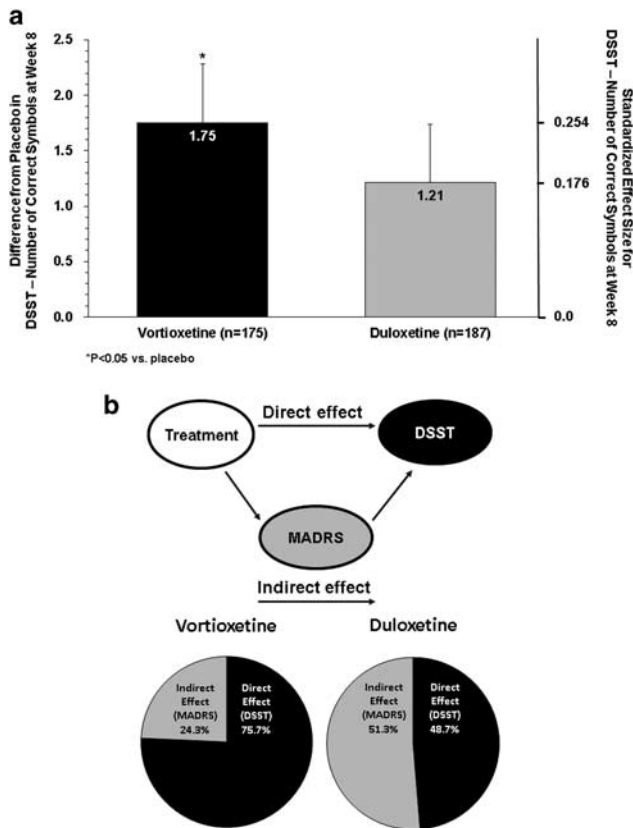 a
Difference from Placebo in
DSST – Number of Correct Symbols at Week 8
2.5
2.0
1.5
1.0
0.5
0.0
*
1.75
1.21
0.254
0.176
0.0
Standardized Effect Size for
DSST – Number of Correct Symbols at Week 8
Vortioxetine (n=175)
Duloxetine (n=187)
*P<0.05 vs. placebo
b
Direct effect
Treatment
DSST
MADRS
Indirect effect
Vortioxetine
Duloxetine
Indirect
Effect
(MADRS)
24.3%
Direct
Effect
(DSST)
75.7%
Indirect
Effect
(MADRS)
51.3%
Direct
Effect
(DSST)
48.7%